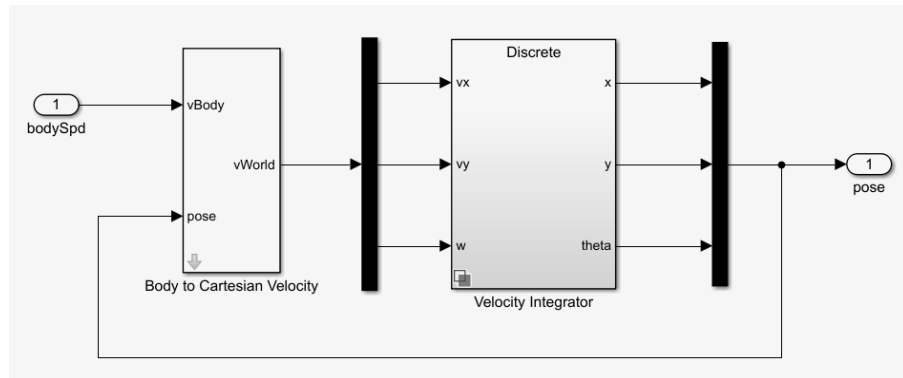 1
bodySpd
vBody
vWorld
pose
Body to Cartesian Velocity
Discrete
vx
x
vy
y
w
theta
Velocity Integrator
1
pose